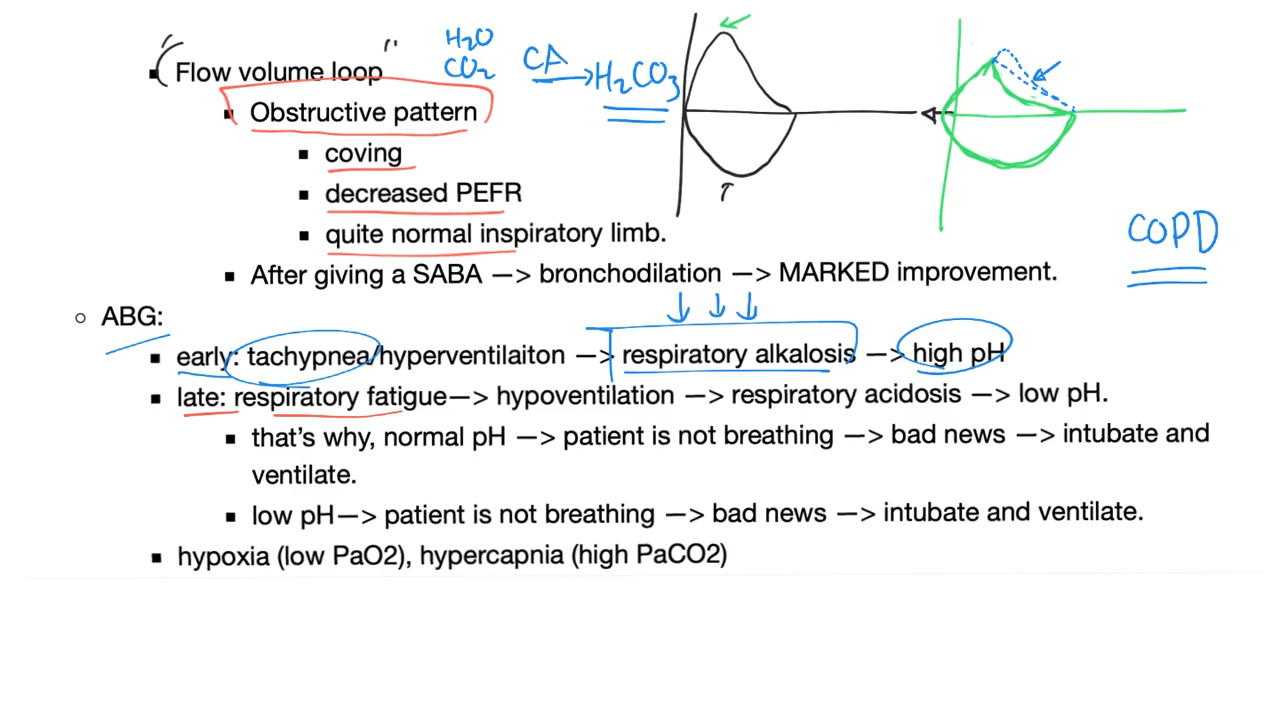 H2O
Flow volume loop
CO2 CA → H2CO3
Obstructive pattern
coving
decreased PEFR
quite normal inspiratory limb.
COPD
After giving a SABA —> bronchodilation —> MARKED improvement.
ABG:
early: tachypnea/hyperventilaiton —> respiratory alkalosis —> high pH
late: respiratory fatigue—> hypoventilation —> respiratory acidosis —> low pH.
that's why, normal pH —> patient is not breathing —> bad news —> intubate and
ventilate.
low pH—> patient is not breathing —> bad news —> intubate and ventilate.
hypoxia (low PaO2), hypercapnia (high PaCO2)